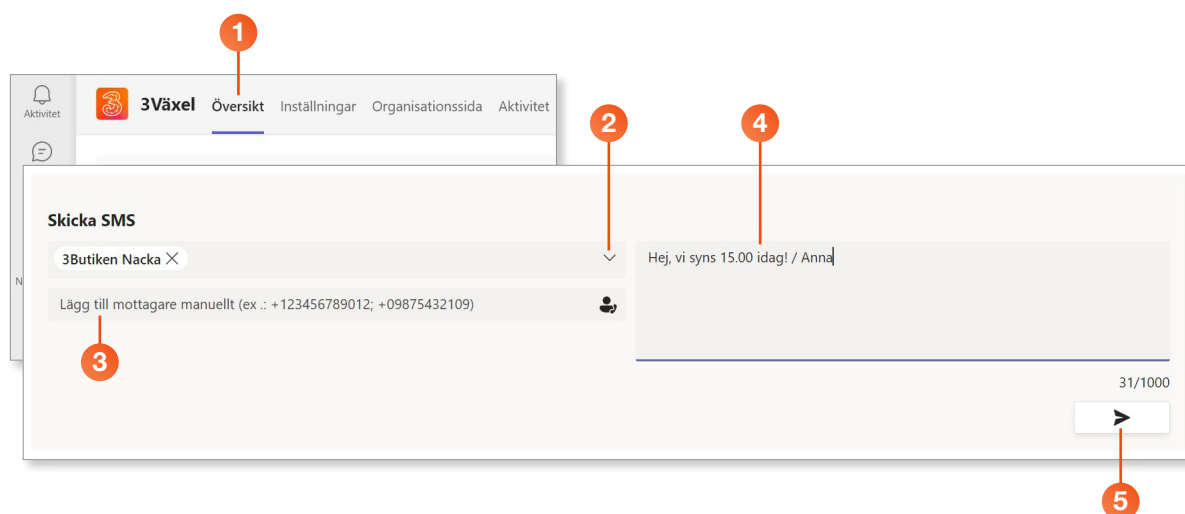 1
Aktivitet
3Växel Översikt Inställningar Organisationssida Aktivitet
2
4
Skicka SMS
3Butiken Nacka
Hej, vi syns 15.00 idag! / Anna
N
Lägg till mottagare manuellt (ex .: +123456789012; +09875432109)
3
31/1000
5